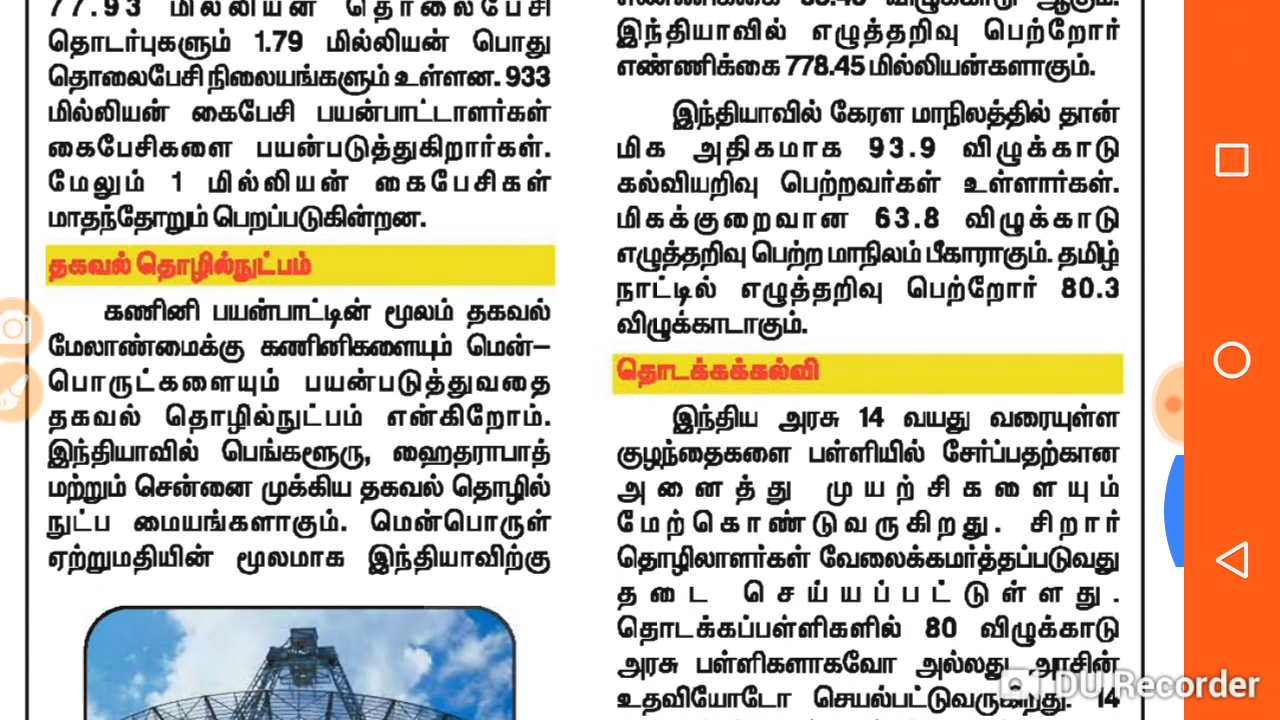 77.93 மில்லியன் தொலைபேசி
தொடர்புகளும் 1.79 மில்லியன் பொது
தொலைபேசி நிலையங்களும் உள்ளன. 933
மில்லியன் கைபேசி பயன்பாட்டாளர்கள்
கைபேசிகளை பயன்படுத்துகிறார்கள்.
மேலும் 1 மில்லியன் கைபேசிகள்
மாதந்தோறும் பெறப்படுகின்றன.
தகவல் தொழில்நுட்பம்
கணினி பயன்பாட்டின் மூலம் தகவல்
மேலாண்மைக்கு கணினிகளையும் மென்–
பொருட்களையும் பயன்படுத்துவதை
தகவல் தொழில்நுட்பம் என்கிறோம்.
இந்தியாவில் பெங்களூரு, ஹைதராபாத்
மற்றும் சென்னை முக்கிய தகவல் தொழில்
நுட்ப மையங்களாகும். மென்பொருள்
ஏற்றுமதியின் மூலமாக இந்தியாவிற்கு
விழுக்காடு ஆகும்.
இந்தியாவில் எழுத்தறிவு பெற்றோர்
எண்ணிக்கை 778.45 மில்லியன்களாகும்.
இந்தியாவில் கேரள மாநிலத்தில் தான்
மிக அதிகமாக 93.9 விழுக்காடு
கல்வியறிவு பெற்றவர்கள் உள்ளார்கள்.
மிகக்குறைவான 63.8 விழுக்காடு
எழுத்தறிவு பெற்ற மாநிலம் பீகாராகும். தமிழ்
நாட்டில் எழுத்தறிவு பெற்றோர் 80.3
விழுக்காடாகும்.
தொடக்கக்கல்வி
இந்திய அரசு 14 வயது வரையுள்ள
குழந்தைகளை பள்ளியில் சேர்ப்பதற்கான
அனைத்து முயற்சிகளையும்
மேற்கொண்டுவருகிறது. சிறார்
தொழிலாளர்கள் வேலைக்கமர்த்தப்படுவது
தடை செய்யப்பட்டுள்ளது.
தொடக்கப்பள்ளிகளில் 80 விழுக்காடு
அரசு பள்ளிகளாகவோ அல்லது அரசின்
உதவியோடோ செயல்பட்டுவருகிறது. 14
DU Recorder